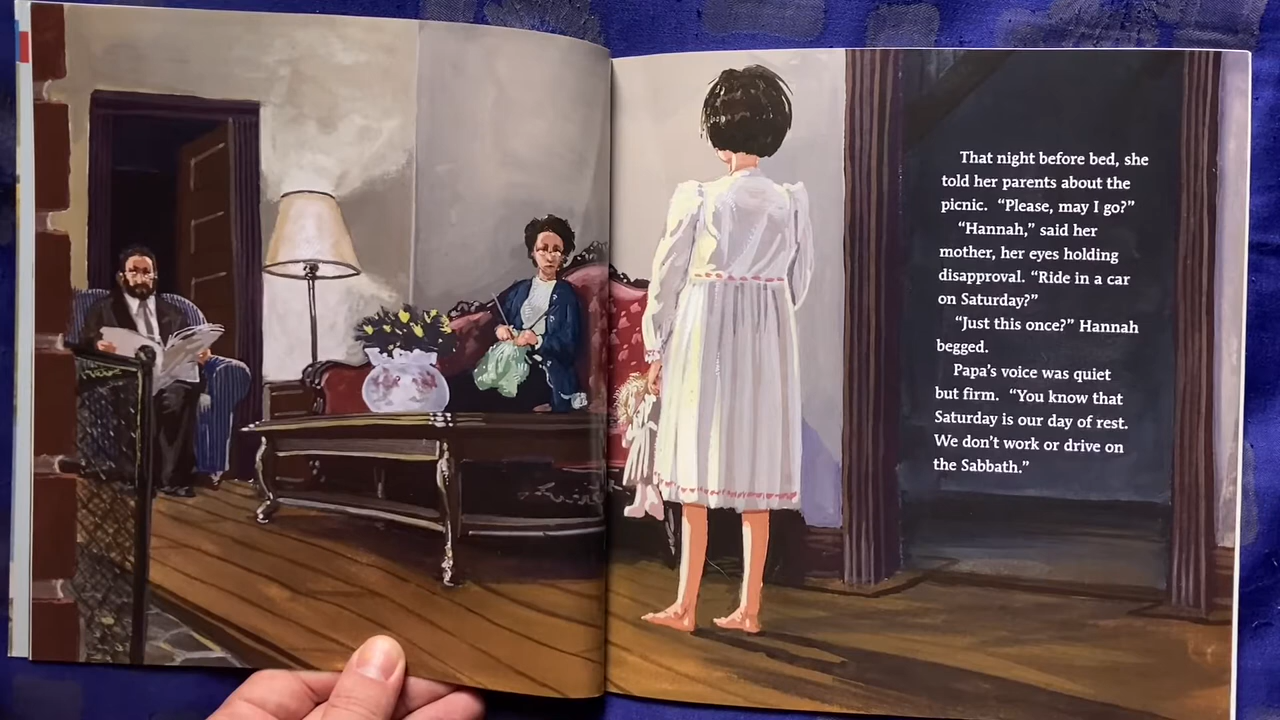 That night before bed, she
told her parents about the
picnic. “Please, may I go?”
“Hannah,” said her
mother, her eyes holding
disapproval. “Ride in a car
on Saturday?”
“Just this once?” Hannah
begged.
Papa’s voice was quiet
but firm. “You know that
Saturday is our day of rest.
We don’t work or drive on
the Sabbath.”